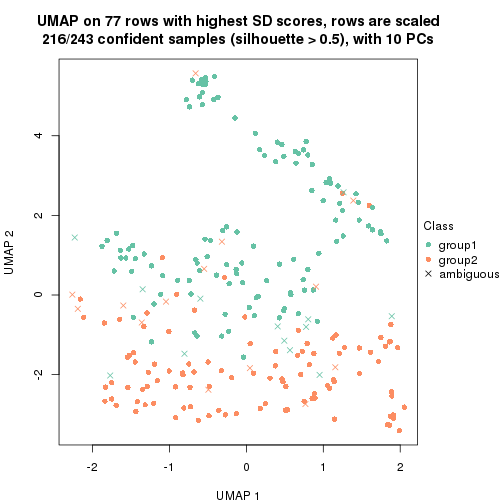 UMAP on 77 rows with highest SD scores, rows are scaled
216/243 confident samples (silhouette > 0.5), with 10 PCs
Class
group1
group2
ambiguous
4
2
0
-2
UMAP 2
-2 -1 0 1 2
UMAP 1